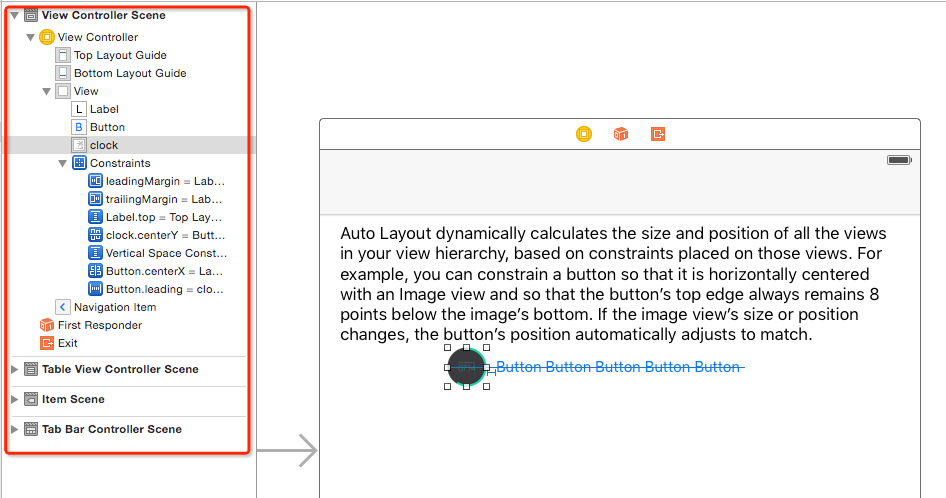 View Controller Scene
View Controller
Top Layout Guide
Bottom Layout Guide
View
L Label
B Button
clock
Constraints
leadingMargin = Lab...
trailingMargin = Lab...
Label.top = Top Lay...
clock.centerY = Butt...
Vertical Space Const...
Button.centerX = La...
Button.leading = clo...
Navigation Item
First Responder
Exit
Table View Controller Scene
Item Scene
Tab Bar Controller Scene
Auto Layout dynamically calculates the size and position of all the views
in your view hierarchy, based on constraints placed on those views. For
example, you can constrain a button so that it is horizontally centered
with an Image view and so that the button’s top edge always remains 8
points below the image’s bottom. If the image view’s size or position
changes, the button’s position automatically adjusts to match.
Button Button Button Button Button